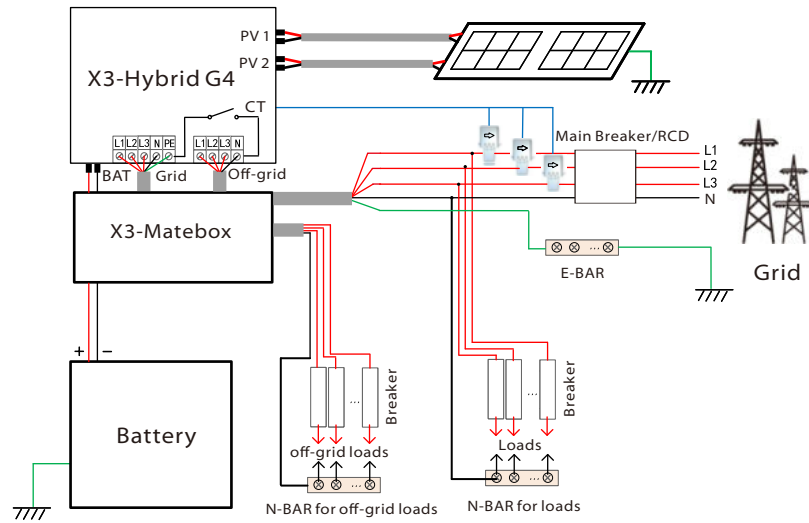 PV 1
X3-Hybrid G4
PV 2
CT
L1 L2 L3 N PE
L1 L2 L3 N
BAT
Grid
Off-grid
Main Breaker/RCD
L1
L2
L3
N
X3-Matebox
E-BAR
Grid
+ −
Battery
...
Breaker
off-grid loads
...
N-BAR for off-grid loads
...
Breaker
Loads
...
N-BAR for loads
...